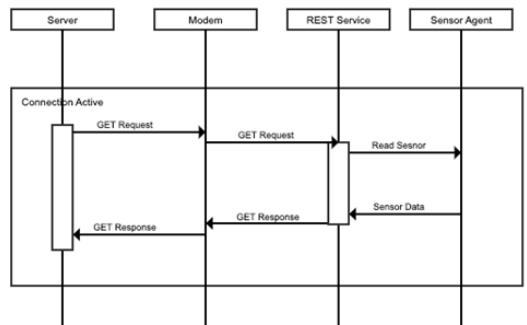 Server
Modem
REST Service
Sensor Agent
Connection Active
GET Request
GET Request
Read Sesnor
Sensor Data
GET Response
GET Response